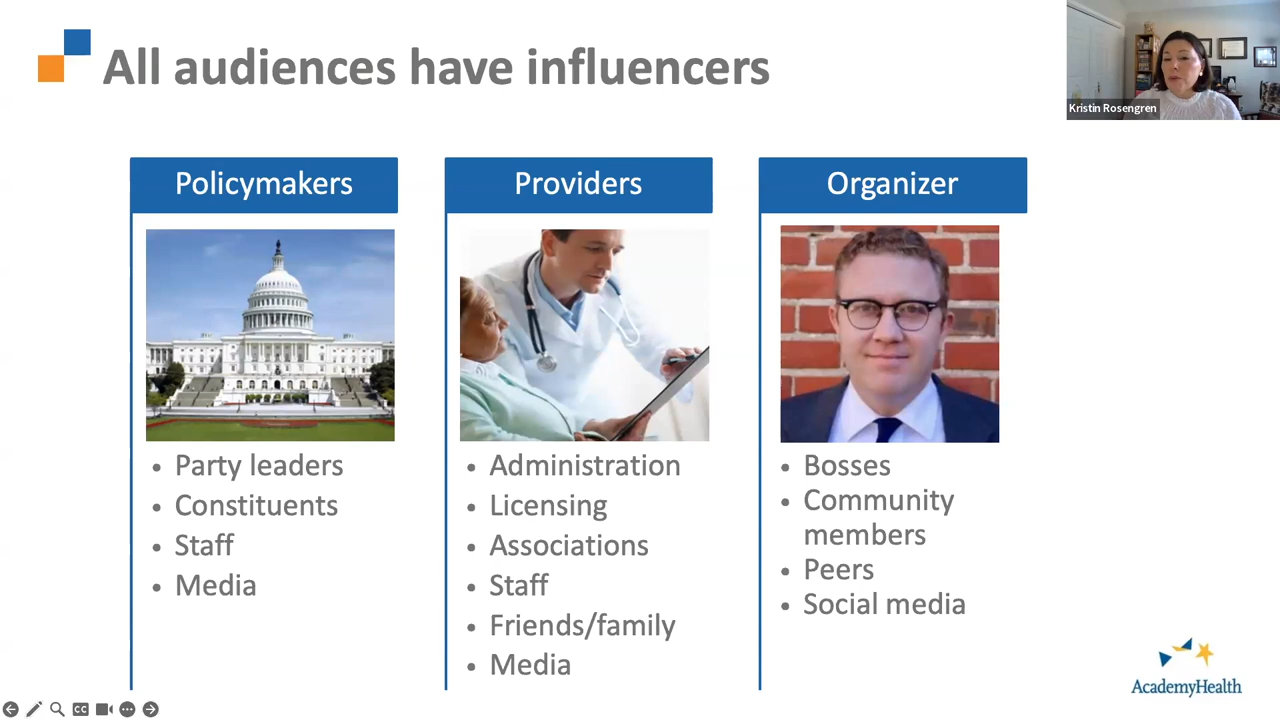 All audiences have influencers
Kristin Rosengren
Policymakers
Party leaders
Constituents
Staff
Media
Providers
Administration
Licensing
Associations
Staff
Friends/family
Media
Organizer
Bosses
Community
members
Peers
Social media
AcademyHealth
CC